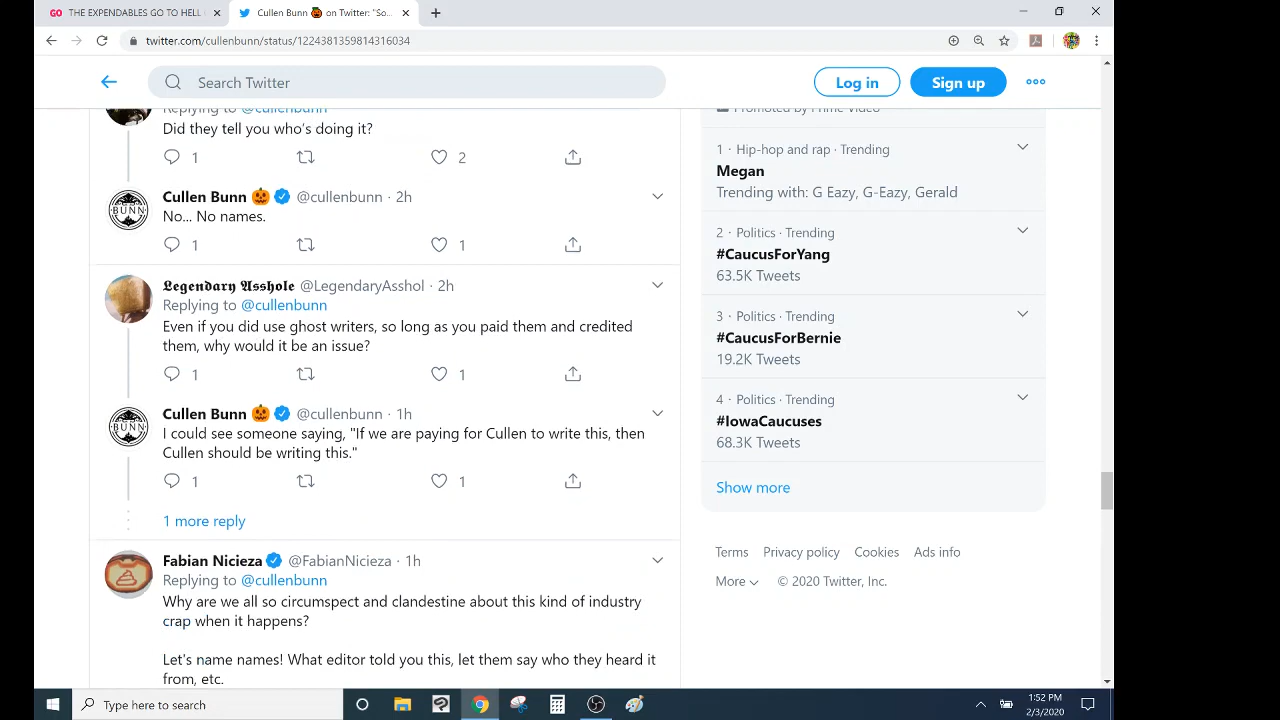 THE EXPENDABLES GO TO HELL
Cullen Bunn 🎃 on Twitter: "So...
twitter.com/cullenbunn/status/1224381359814316034
Search Twitter
Log in
Sign up
Replying to @cullenbunn
Did they tell you who's doing it?
1
2
Cullen Bunn 🎃 @cullenbunn · 2h
No... No names.
1
1
BUNN
𝕷𝖊𝖌𝖊𝖓𝖉𝖆𝖗𝖞 𝕬𝖘𝖘𝖍𝖔𝖑𝖊 @LegendaryAsshol · 2h
Replying to @cullenbunn
Even if you did use ghost writers, so long as you paid them and credited
them, why would it be an issue?
1
1
Cullen Bunn 🎃 @cullenbunn · 1h
I could see someone saying, "If we are paying for Cullen to write this, then
Cullen should be writing this."
BUNN
1
1
1 more reply
Fabian Nicieza @FabianNicieza · 1h
Replying to @cullenbunn
Why are we all so circumspect and clandestine about this kind of industry
crap when it happens?
Let's name names! What editor told you this, let them say who they heard it
from, etc.
Promoted by Prime Video
1 · Hip-hop and rap · Trending
Megan
Trending with: G Eazy, G-Eazy, Gerald
2 · Politics · Trending
#CaucusForYang
63.5K Tweets
3 · Politics · Trending
#CaucusForBernie
19.2K Tweets
4 · Politics · Trending
#IowaCaucuses
68.3K Tweets
Show more
Terms Privacy policy Cookies Ads info
More © 2020 Twitter, Inc.
Type here to search
1:52 PM
2/3/2020